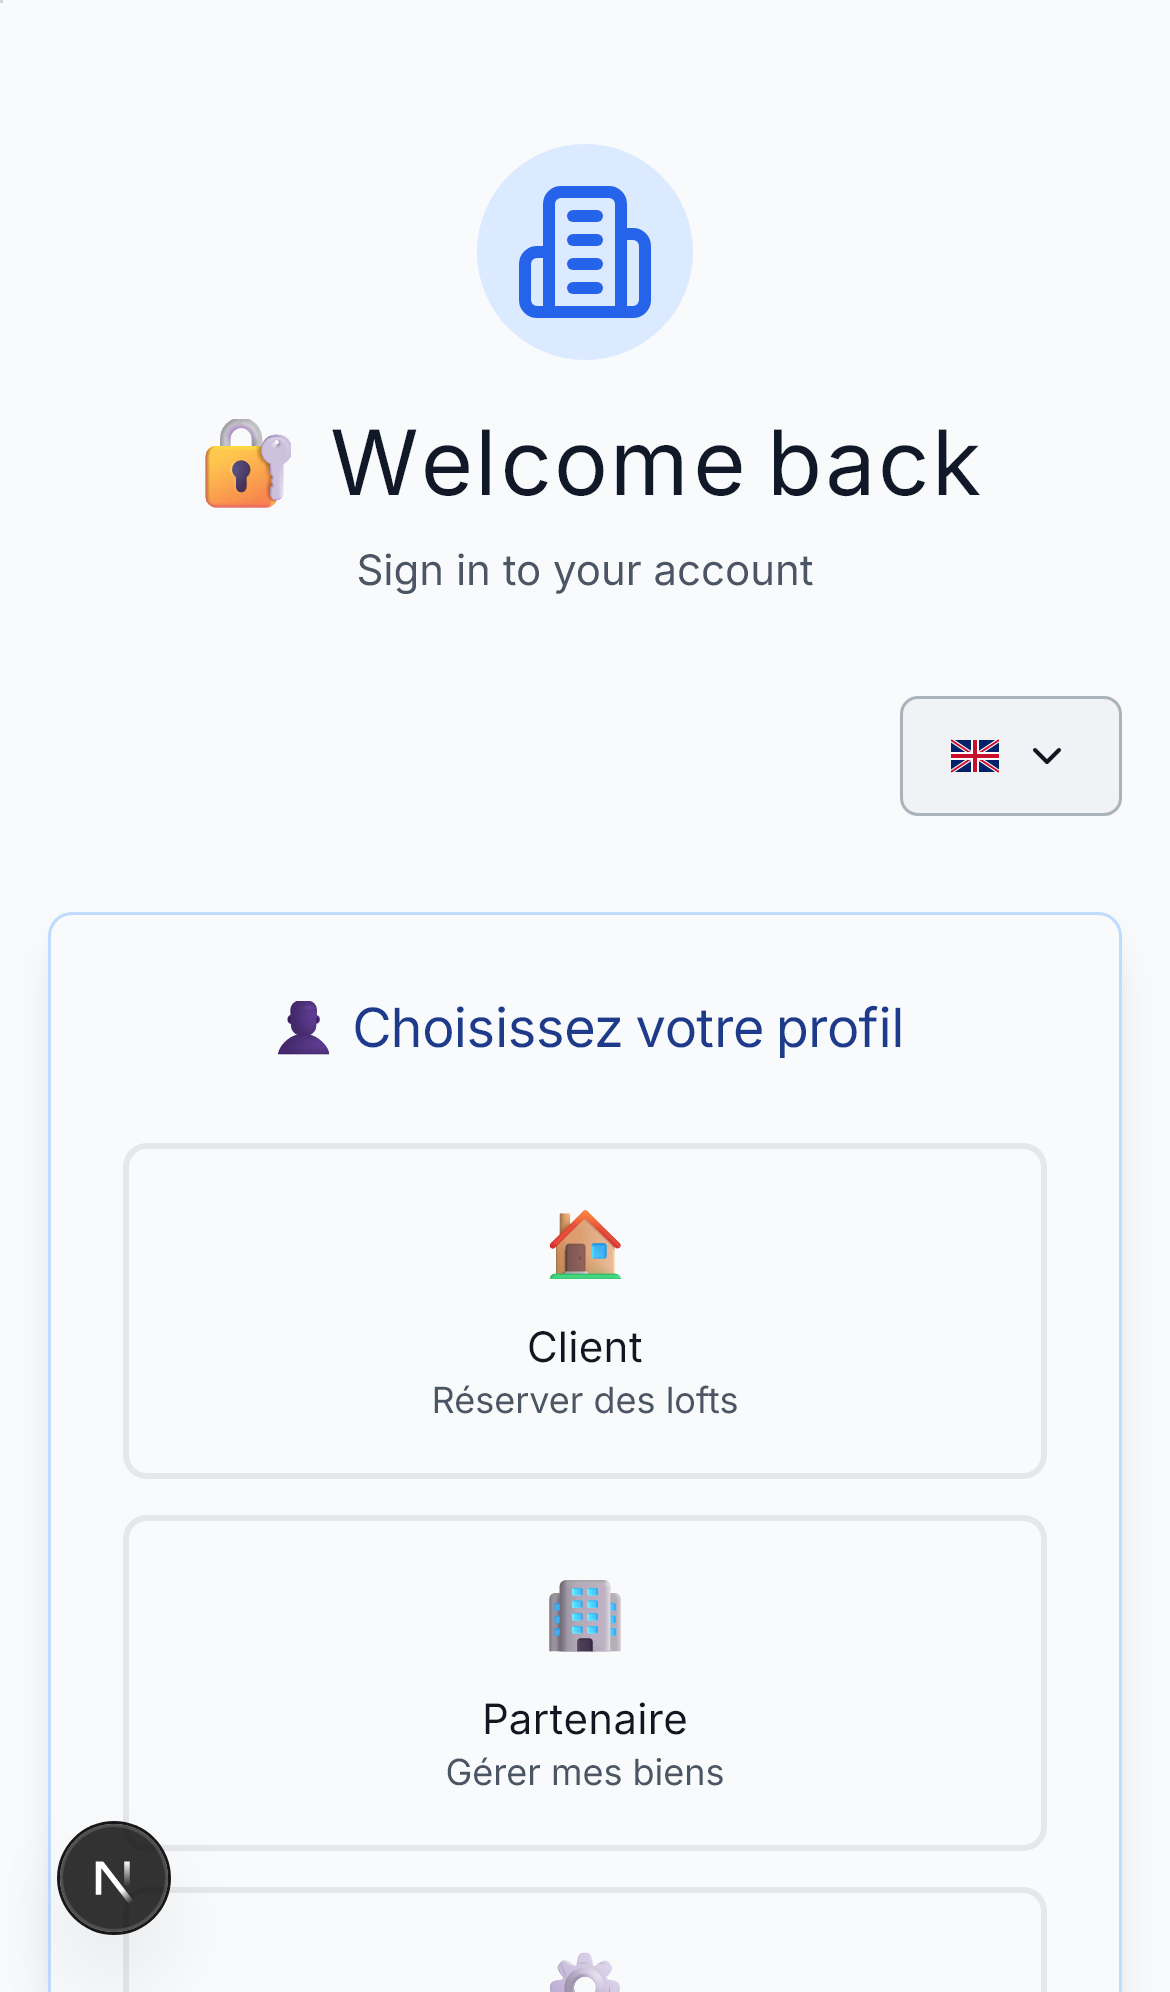 Welcome back
Sign in to your account
Choisissez votre profil
Client
Réserver des lofts
Partenaire
Gérer mes biens
N